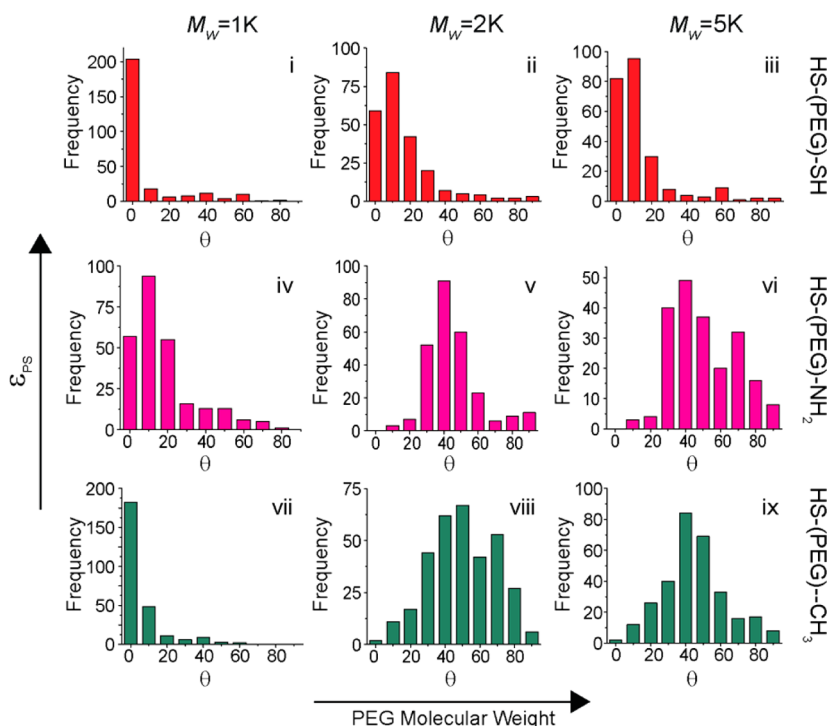 M_W=1K M_W=2K M_W=5K
i
Frequency
200
150
100
50
0
0 20 40 60 80
θ
ii
Frequency
100
75
50
25
0
0 20 40 60 80
θ
iii
Frequency
100
80
60
40
20
0
0 20 40 60 80
θ
HS-(PEG)-SH
iv
Frequency
100
75
50
25
0
0 20 40 60 80
θ
v
Frequency
100
80
60
40
20
0
0 20 40 60 80
θ
vi
Frequency
50
40
30
20
10
0
0 20 40 60 80
θ
HS-(PEG)-NH₂
ε_PS
vii
Frequency
200
150
100
50
0
0 20 40 60 80
θ
viii
Frequency
75
50
25
0
0 20 40 60 80
θ
ix
Frequency
100
80
60
40
20
0
0 20 40 60 80
θ
HS-(PEG)--CH₃
PEG Molecular Weight